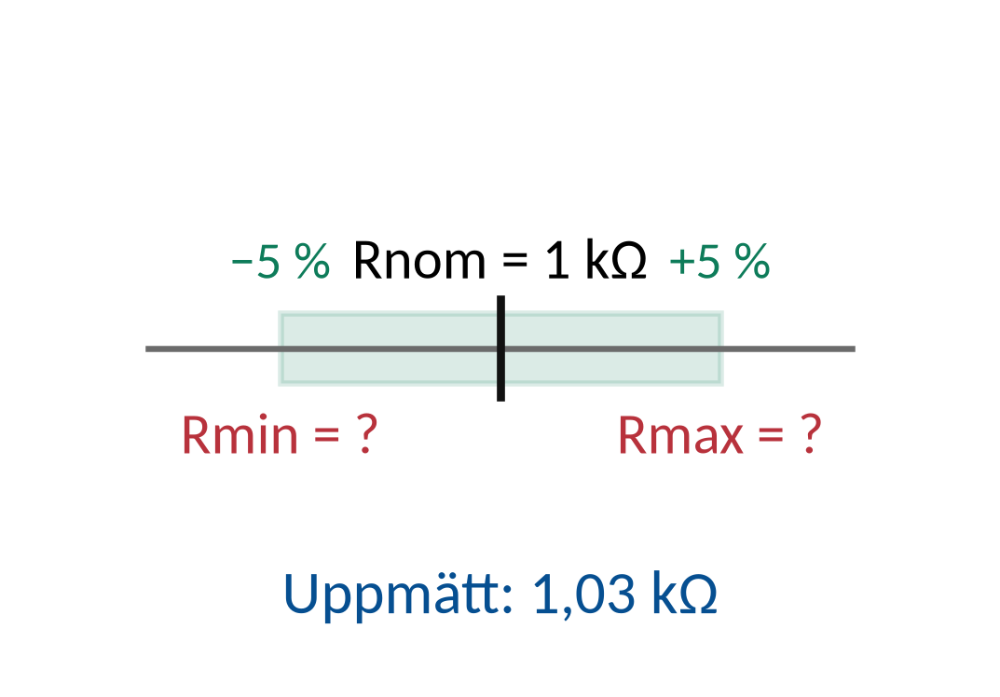 −5 % Rnom = 1 kΩ +5 %
Rmin = ? Rmax = ?
Uppmätt: 1,03 kΩ